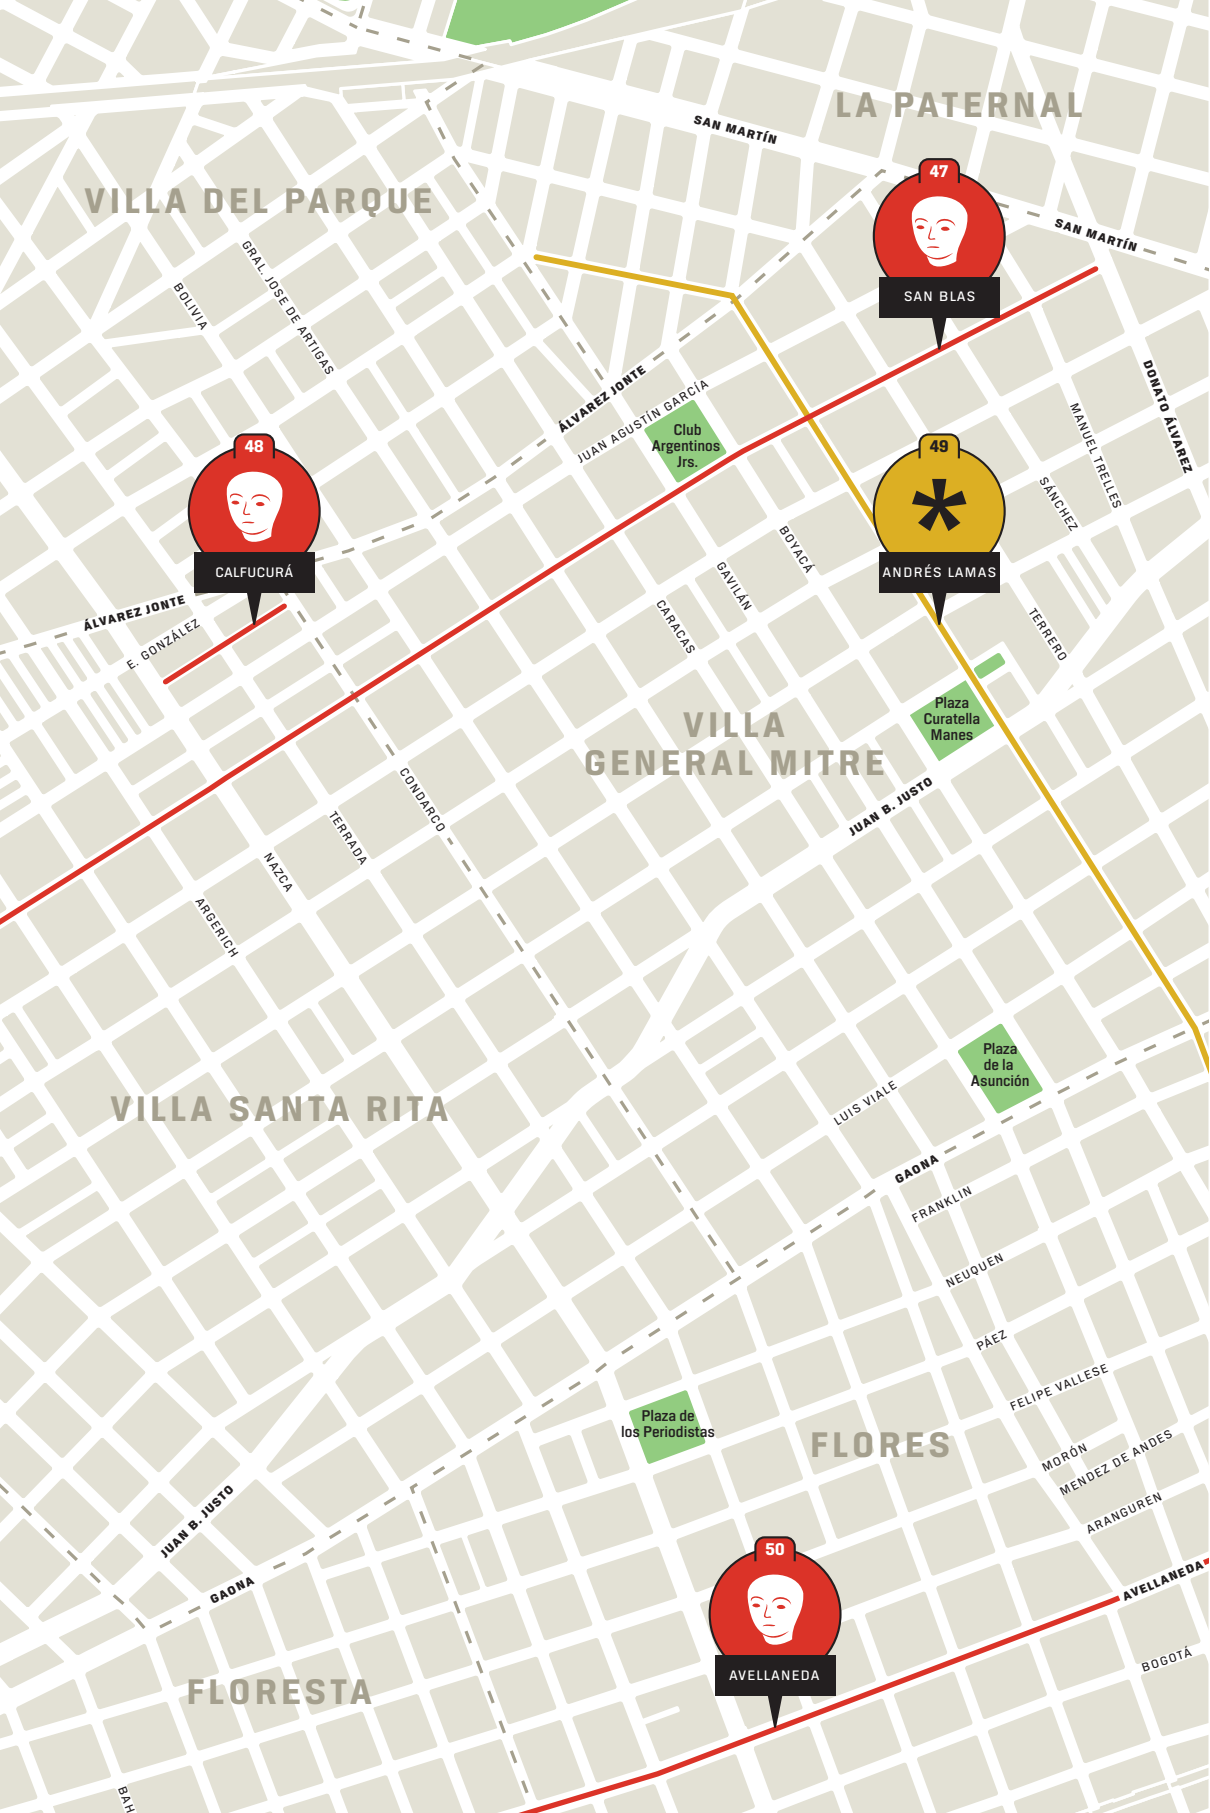 LA PATERNAL
SAN MARTÍN
VILLA DEL PARQUE
47
SAN BLAS
SAN MARTÍN
GRAL. JOSE DE ARTIGAS
BOLIVIA
ÁLVAREZ JONTE
JUAN AGUSTÍN GARCÍA
Club
Argentinos
Jrs.
DONATO ÁLVAREZ
MANUEL TRELLES
48
CALFUCURÁ
49
ANDRÉS LAMAS
SÁNCHEZ
BOYACÁ
GAVILÁN
CARACAS
TERRERO
ÁLVAREZ JONTE
E. GONZÁLEZ
Plaza
Curatella
Manes
VILLA
GENERAL MITRE
JUAN B. JUSTO
CONDARCO
TERRADA
NAZCA
ARGERICH
Plaza
de la
Asunción
LUIS VIALE
VILLA SANTA RITA
GAONA
FRANKLIN
NEUQUEN
PÁEZ
FELIPE VALLESE
Plaza de
los Periodistas
FLORES
MORÓN
MENDEZ DE ANDES
ARANGUREN
JUAN B. JUSTO
GAONA
50
AVELLANEDA
AVELLANEDA
BOGOTÁ
FLORESTA
BAH